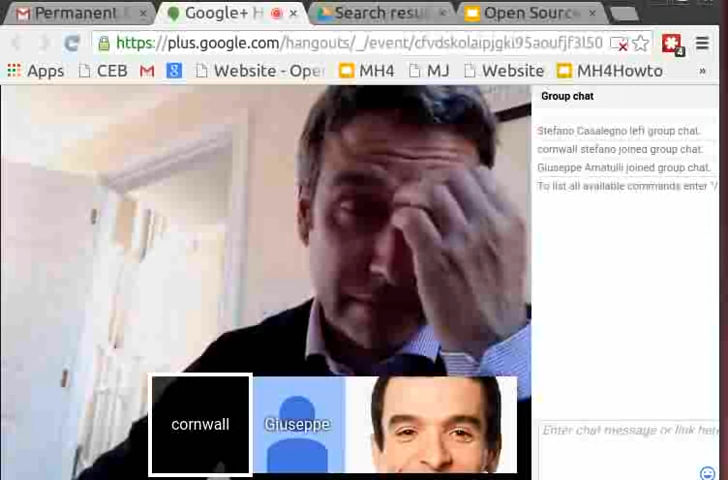 Permanent
Google+ H
Search resu
Open Source
https://plus.google.com/hangouts/_/event/cfvdskolaipjgki95aoufjf3l50
Apps
CEB
Website - Ope
MH4
MJ
Website
MH4Howto
»
Group chat
Stefano Casalegno left group chat.
cornwall stefano joined group chat.
Giuseppe Amatulli joined group chat.
To list all available commands enter "/
cornwall
Giuseppe
Enter chat message or link here